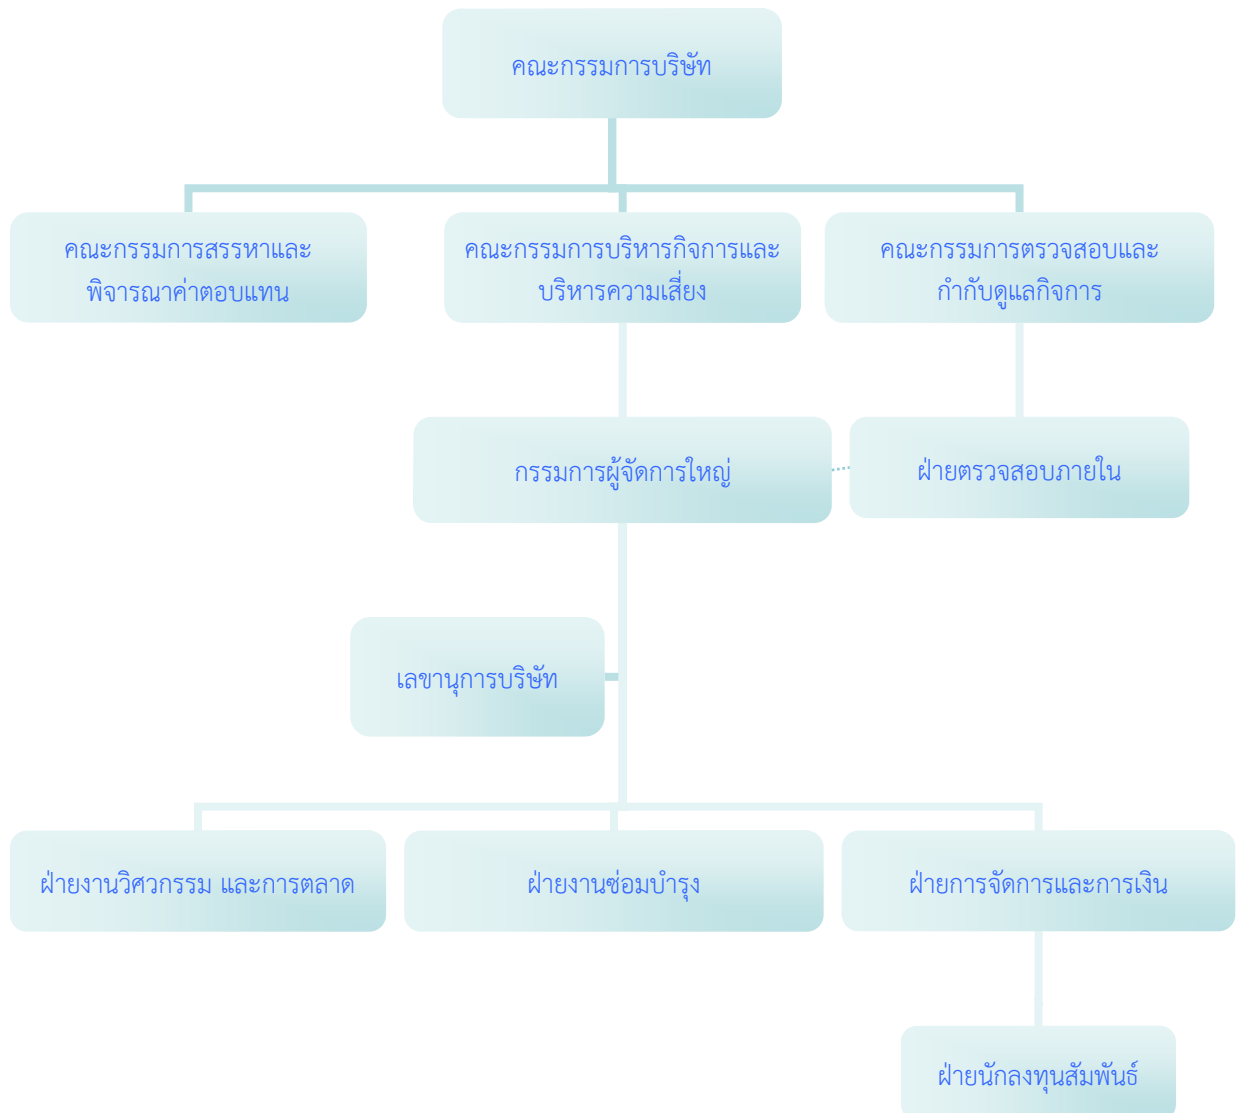 คณะกรรมการบริษัท
คณะกรรมการสรรหาและ
พิจารณาค่าตอบแทน
คณะกรรมการบริหารกิจการและ
บริหารความเสี่ยง
คณะกรรมการตรวจสอบและ
กำกับดูแลกิจการ
กรรมการผู้จัดการใหญ่
ฝ่ายตรวจสอบภายใน
เลขานุการบริษัท
ฝ่ายงานวิศวกรรม และการตลาด
ฝ่ายงานซ่อมบำรุง
ฝ่ายการจัดการและการเงิน
ฝ่ายนักลงทุนสัมพันธ์